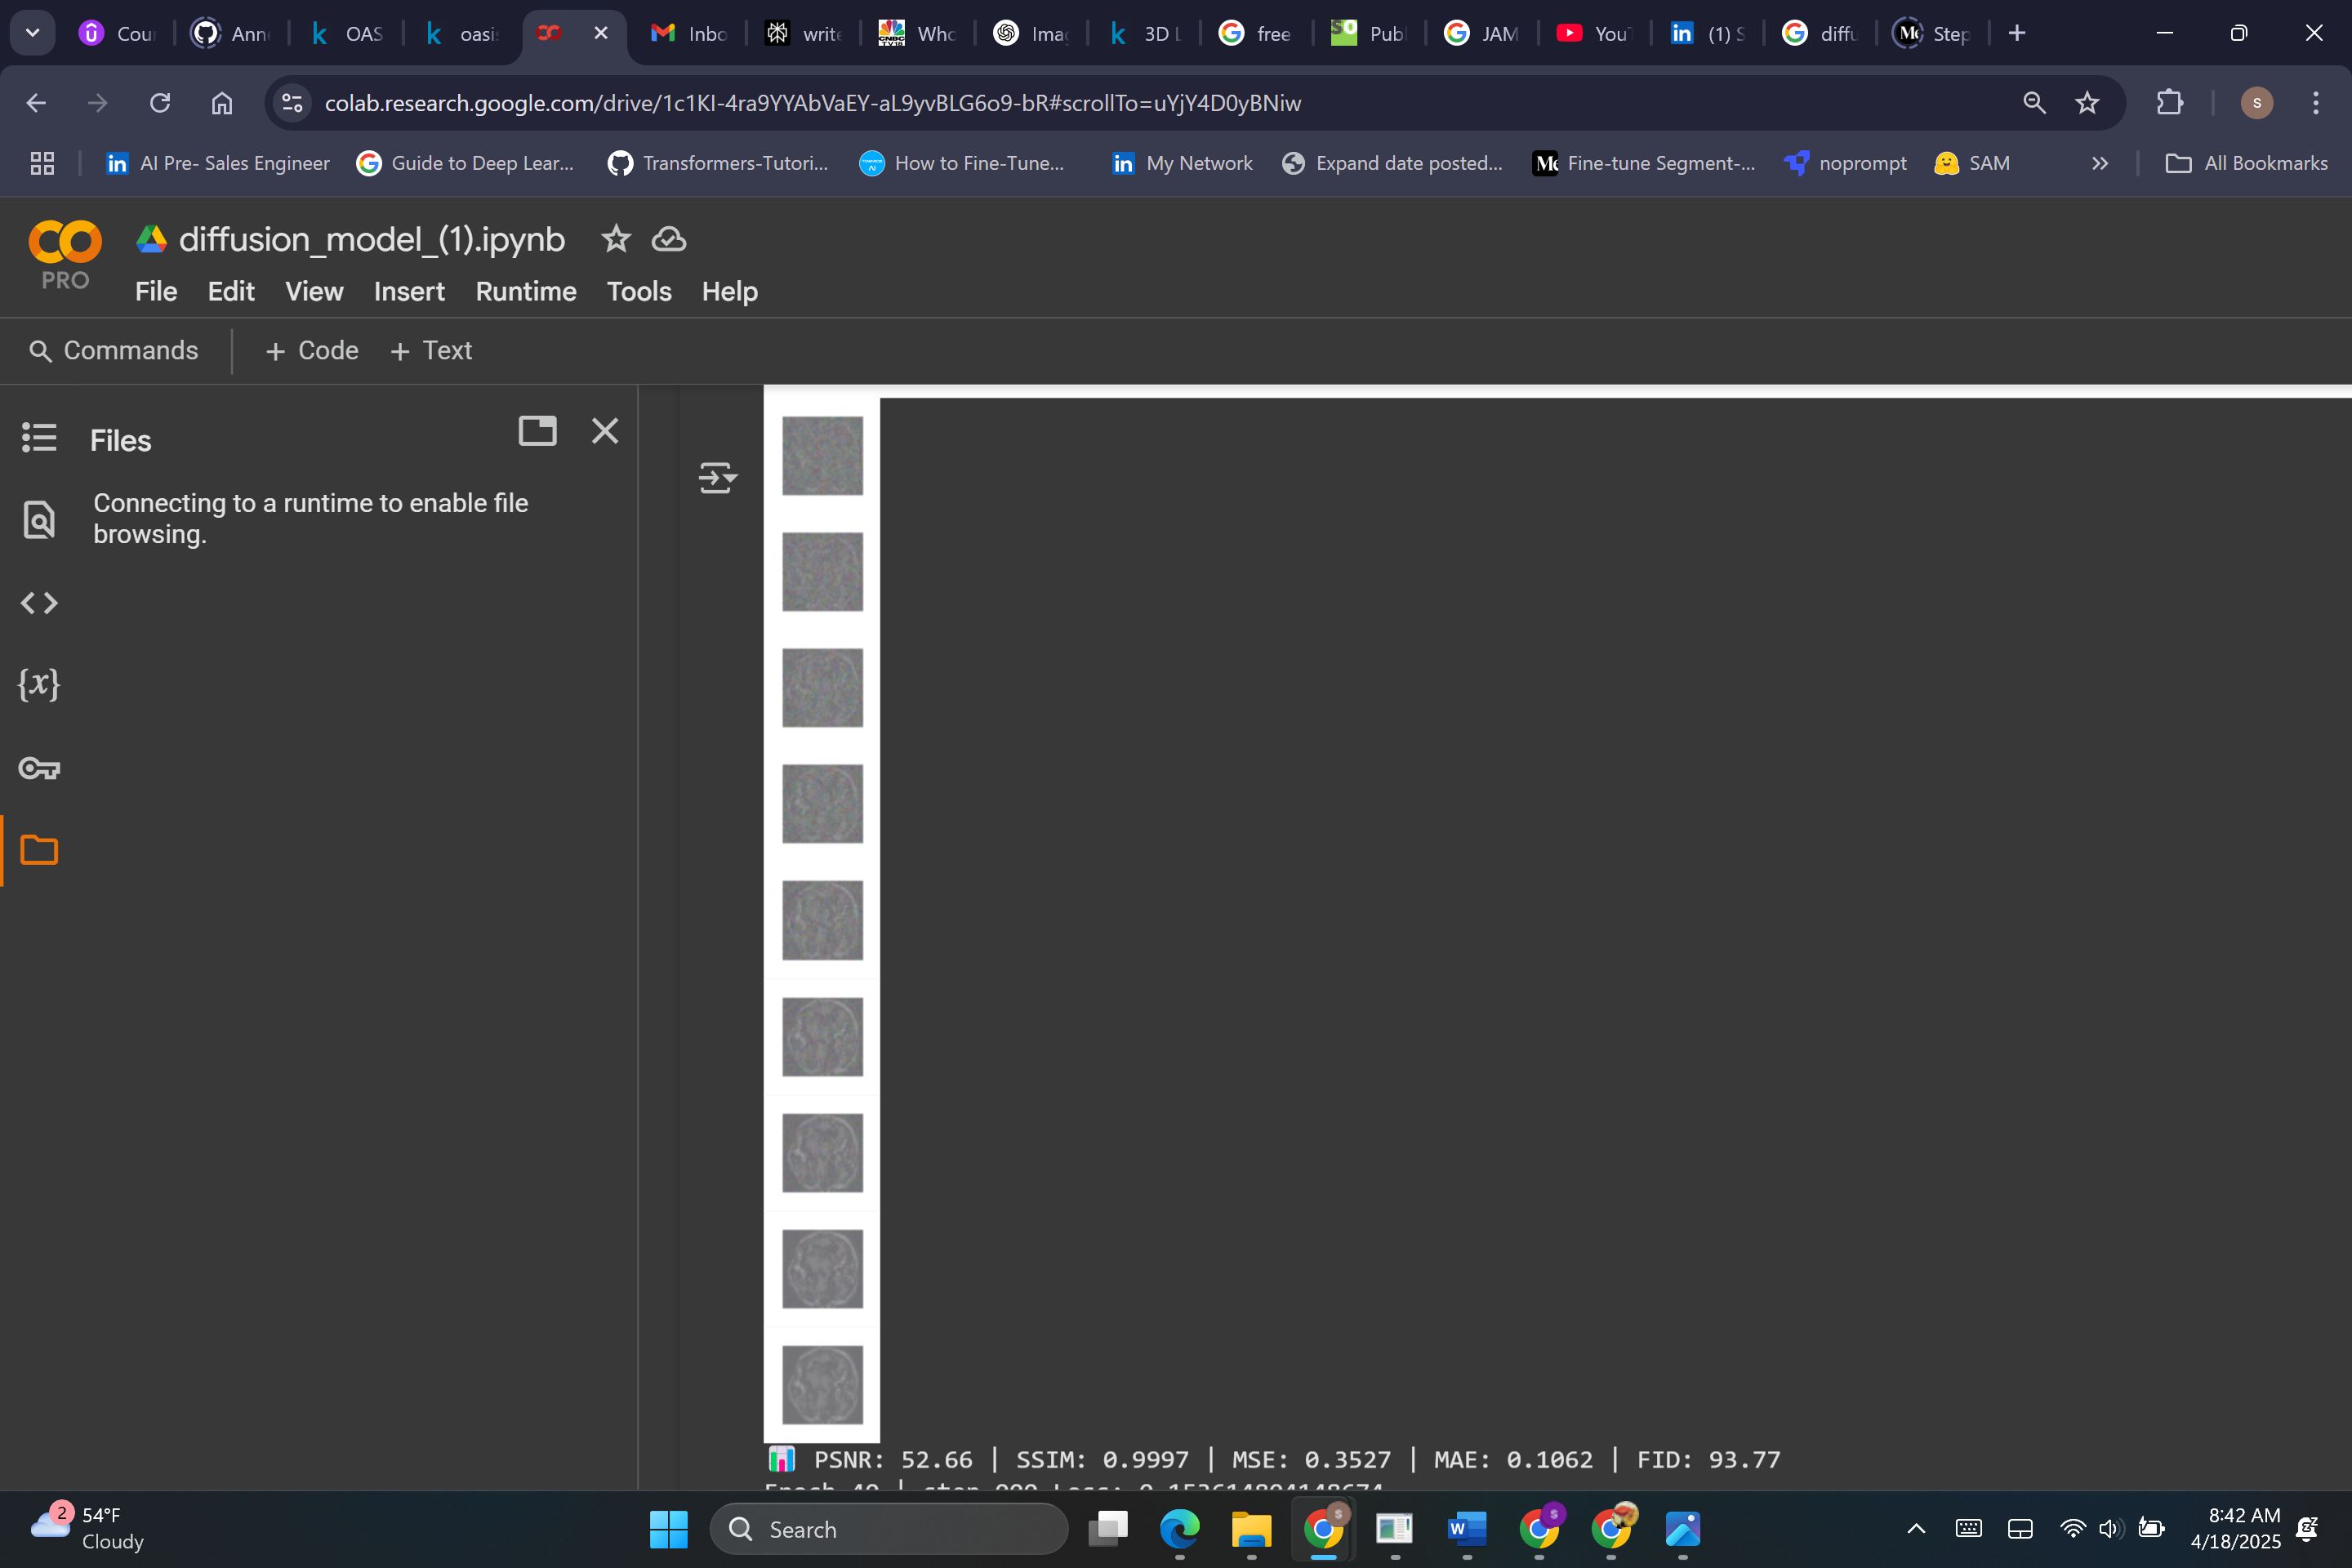 Cou
Ann
OAS
oasis
Inbo
write
Who
Imag
3D L
free
Publ
JAM
YouT
(1) S
diffu
Step
colab.research.google.com/drive/1c1KI-4ra9YYAbVaEY-aL9yvBLG6o9-bR#scrollTo=uYjY4D0yBNiw
S
AI Pre- Sales Engineer
Guide to Deep Lear...
Transformers-Tutori...
How to Fine-Tune...
My Network
Expand date posted...
Fine-tune Segment-...
noprompt
SAM
All Bookmarks
PRO
diffusion_model_(1).ipynb
File Edit View Insert Runtime Tools Help
Commands + Code + Text
Files
Connecting to a runtime to enable file
browsing.
{x}
PSNR: 52.66 | SSIM: 0.9997 | MSE: 0.3527 | MAE: 0.1062 | FID: 93.77
2
54°F
Cloudy
Search
8:42 AM
4/18/2025